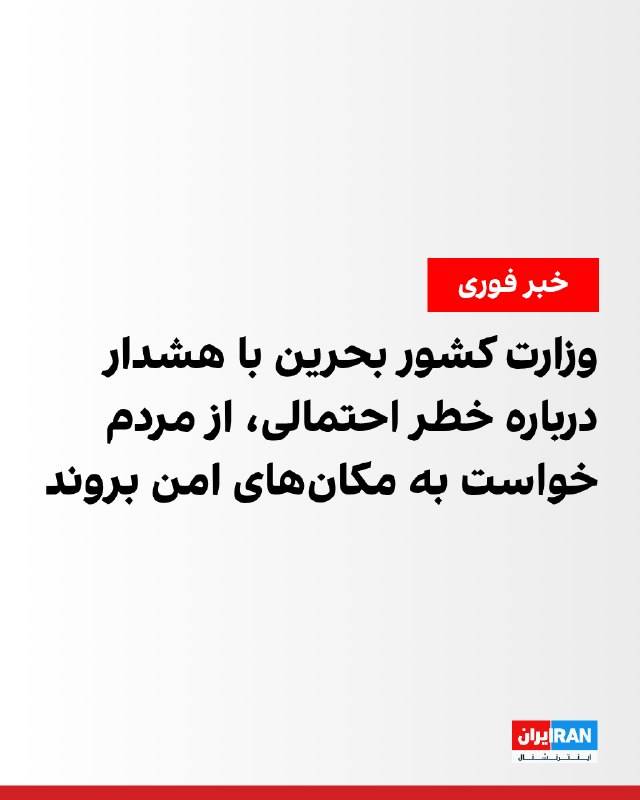 خبر فوری
وزارت کشور بحرین با هشدار
درباره خطر احتمالی، از مردم
خواست به مکان‌های امن بروند
ایران IRAN
اینترنشنال